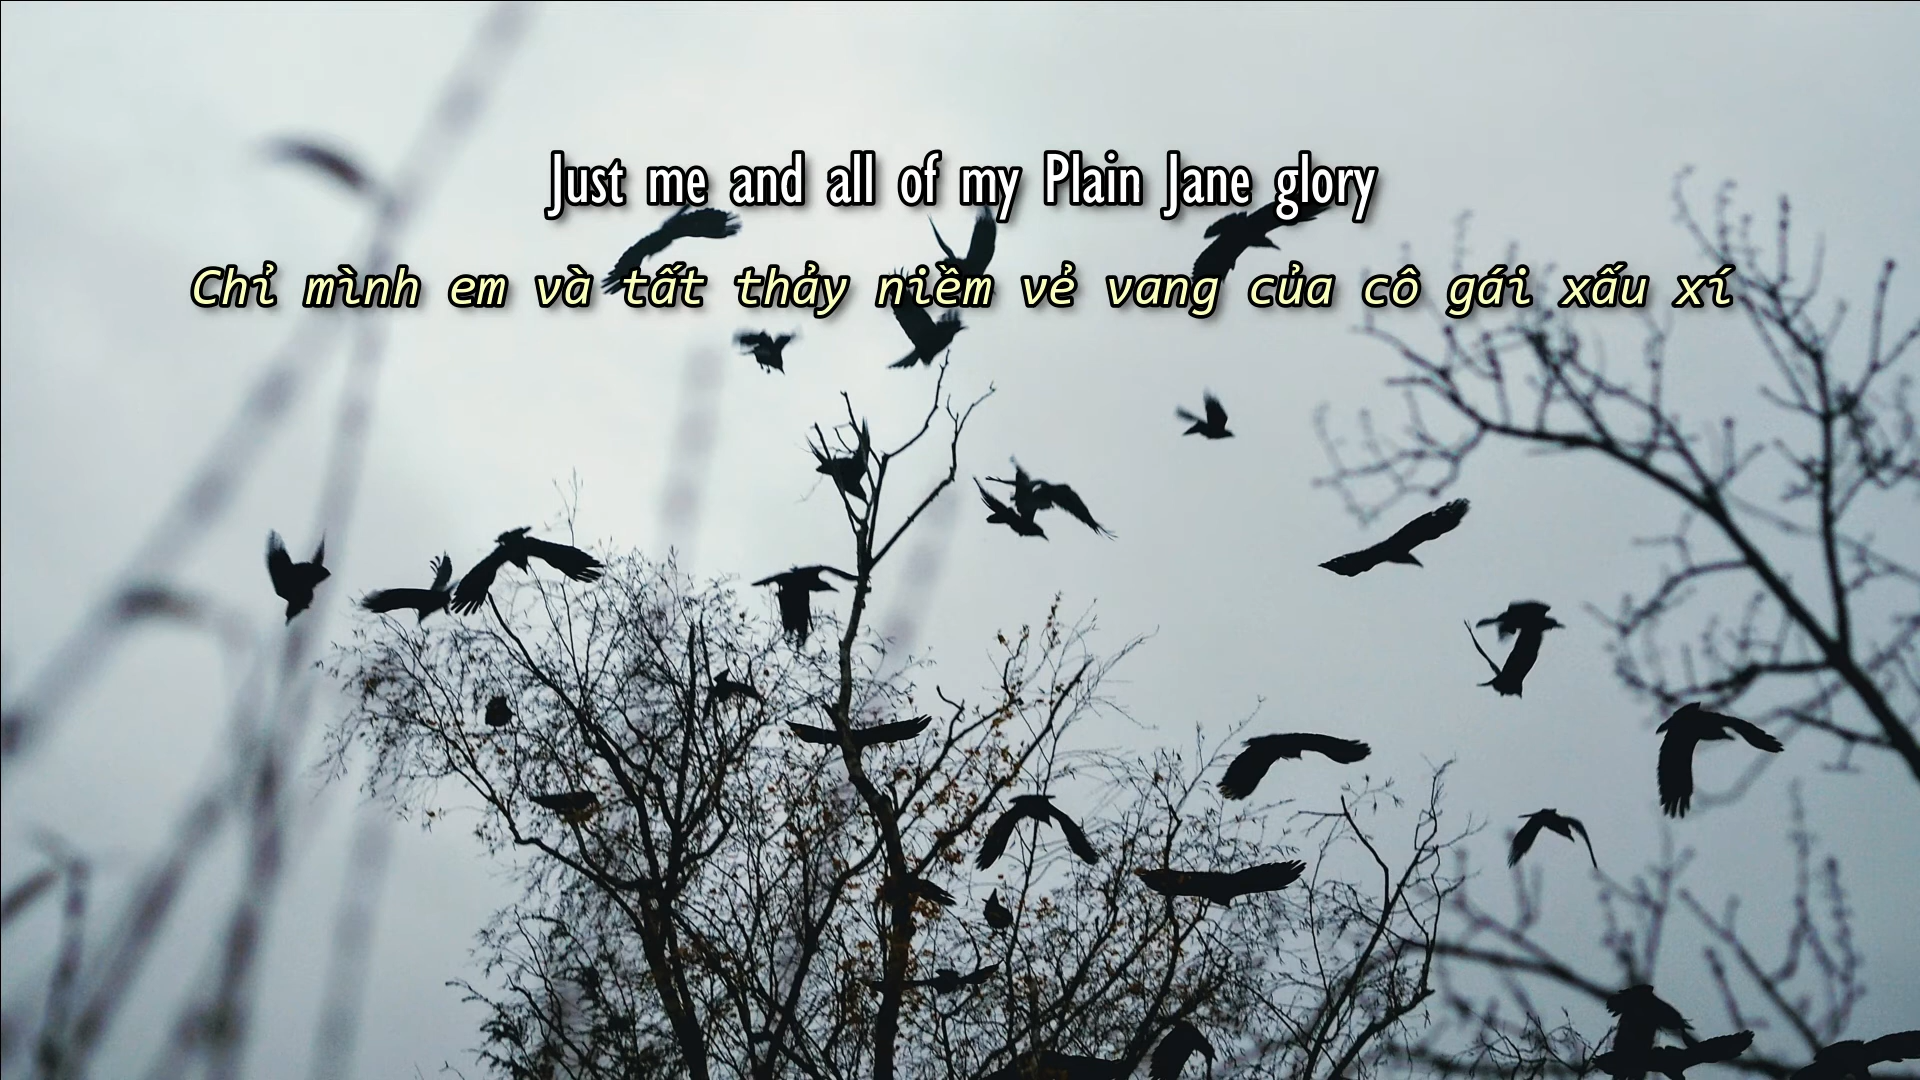 Just me and all of my Plain Jane glory
Chỉ mình em và tất thảy niềm vẻ vang của cô gái xấu xí